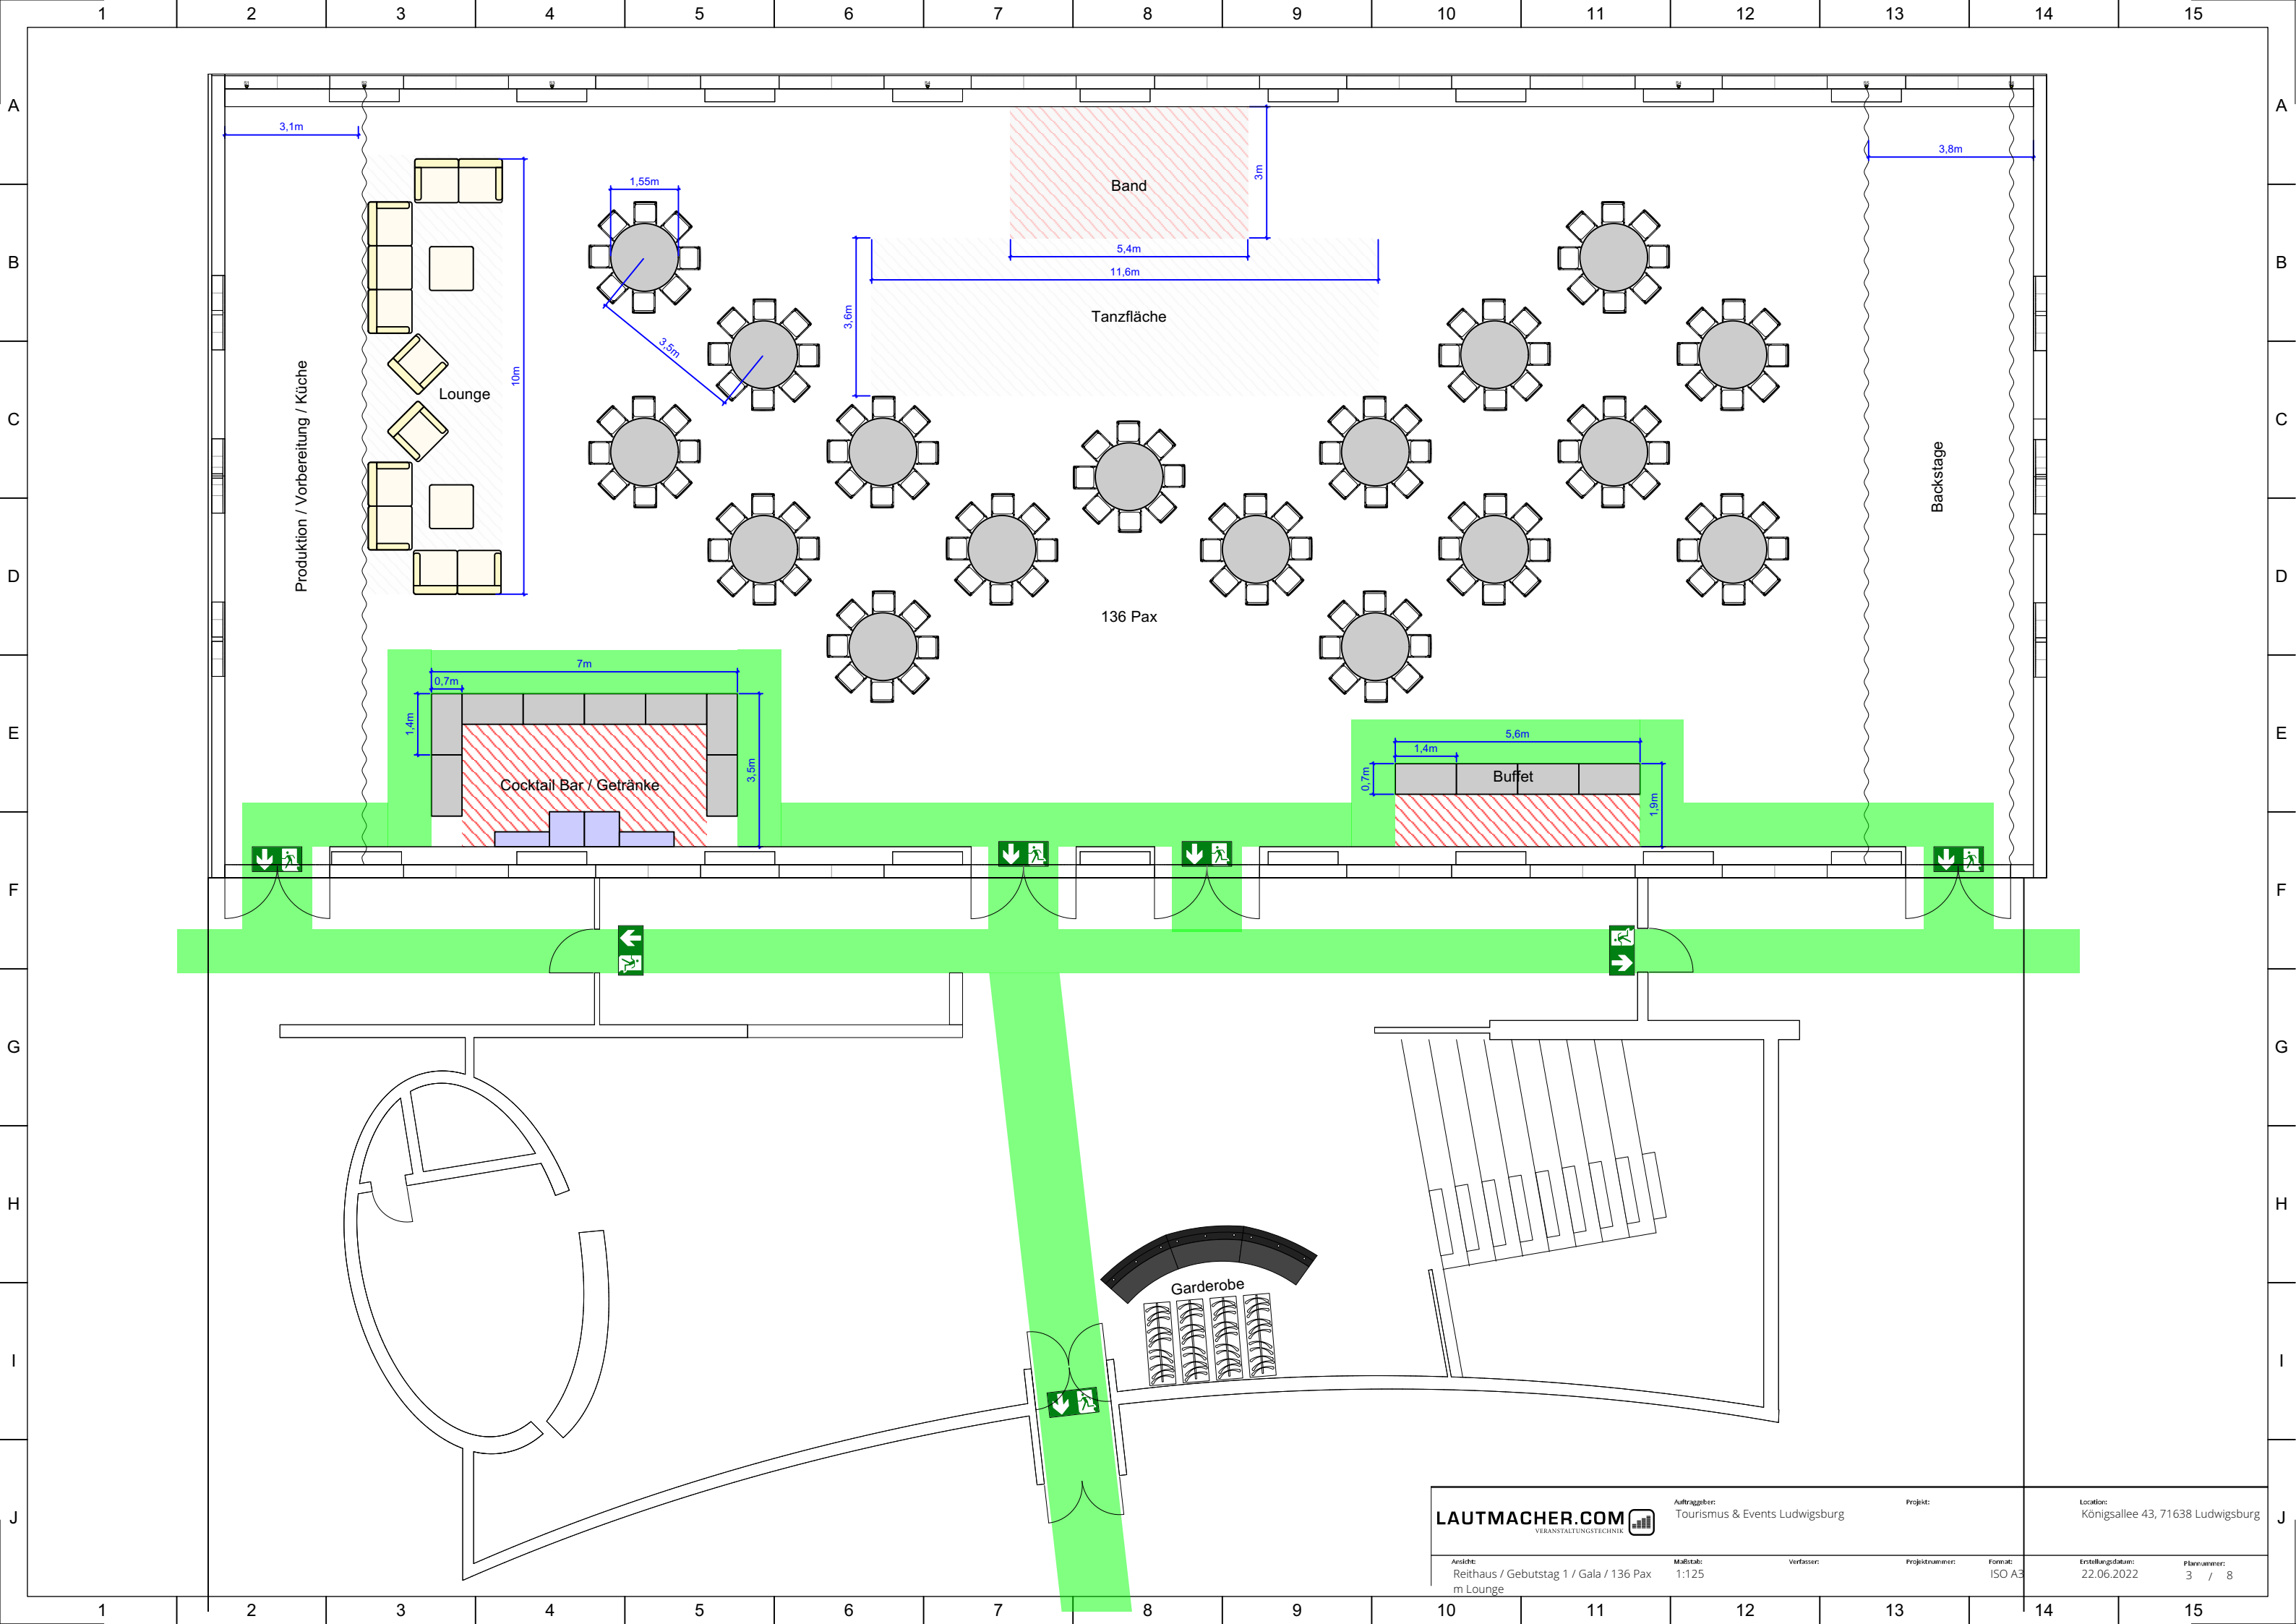 1 2 3 4 5 6 7 8 9 10 11 12 13 14 15
A A
3,1m
3,8m
1,55m
Band
3m
B B
5,4m
11,6m
3,6m
Tanzfläche
3,5m
10m
Lounge
C C
Produktion / Vorbereitung / Küche
Backstage
D D
136 Pax
7m
0,7m
1,4m
3,5m
E E
Cocktail Bar / Getränke
5,6m
1,4m
0,7m
Buffet
1,9m
F F
G G
H H
Garderobe
I I
J J
LAUTMACHER.COM
VERANSTALTUNGSTECHNIK
Auftraggeber:
Tourismus & Events Ludwigsburg
Projekt:
Location:
Königsallee 43, 71638 Ludwigsburg
Ansicht:
Reithaus / Gebutstag 1 / Gala / 136 Pax
m Lounge
Maßstab:
1:125
Verfasser:
Projektnummer:
Format:
ISO A3
Erstellungsdatum:
22.06.2022
Plannummer:
3 / 8
1 2 3 4 5 6 7 8 9 10 11 12 13 14 15